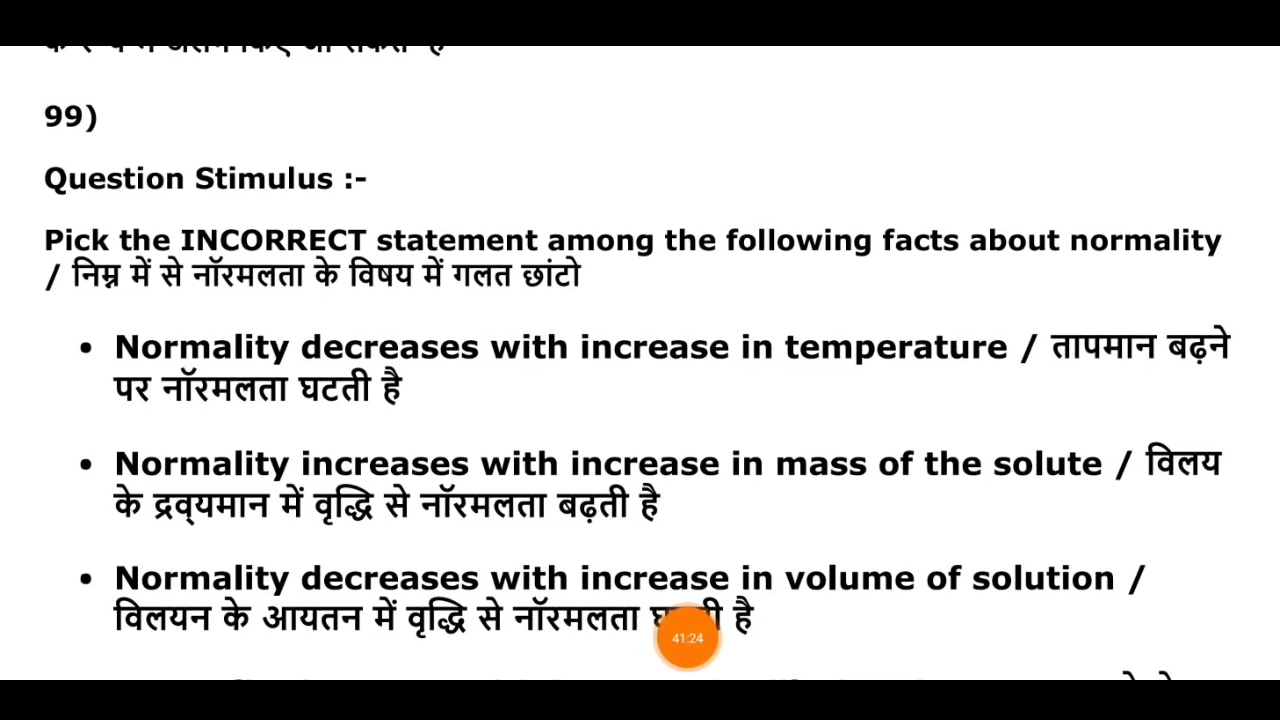 99)
Question Stimulus :-
Pick the INCORRECT statement among the following facts about normality
/ निम्न में से नॉरमलता के विषय में गलत छांटो
• Normality decreases with increase in temperature / तापमान बढ़ने
पर नॉरमलता घटती है
• Normality increases with increase in mass of the solute / विलय
के द्रव्यमान में वृद्धि से नॉरमलता बढ़ती है
• Normality decreases with increase in volume of solution /
विलयन के आयतन में वृद्धि से नॉरमलता है
41:24